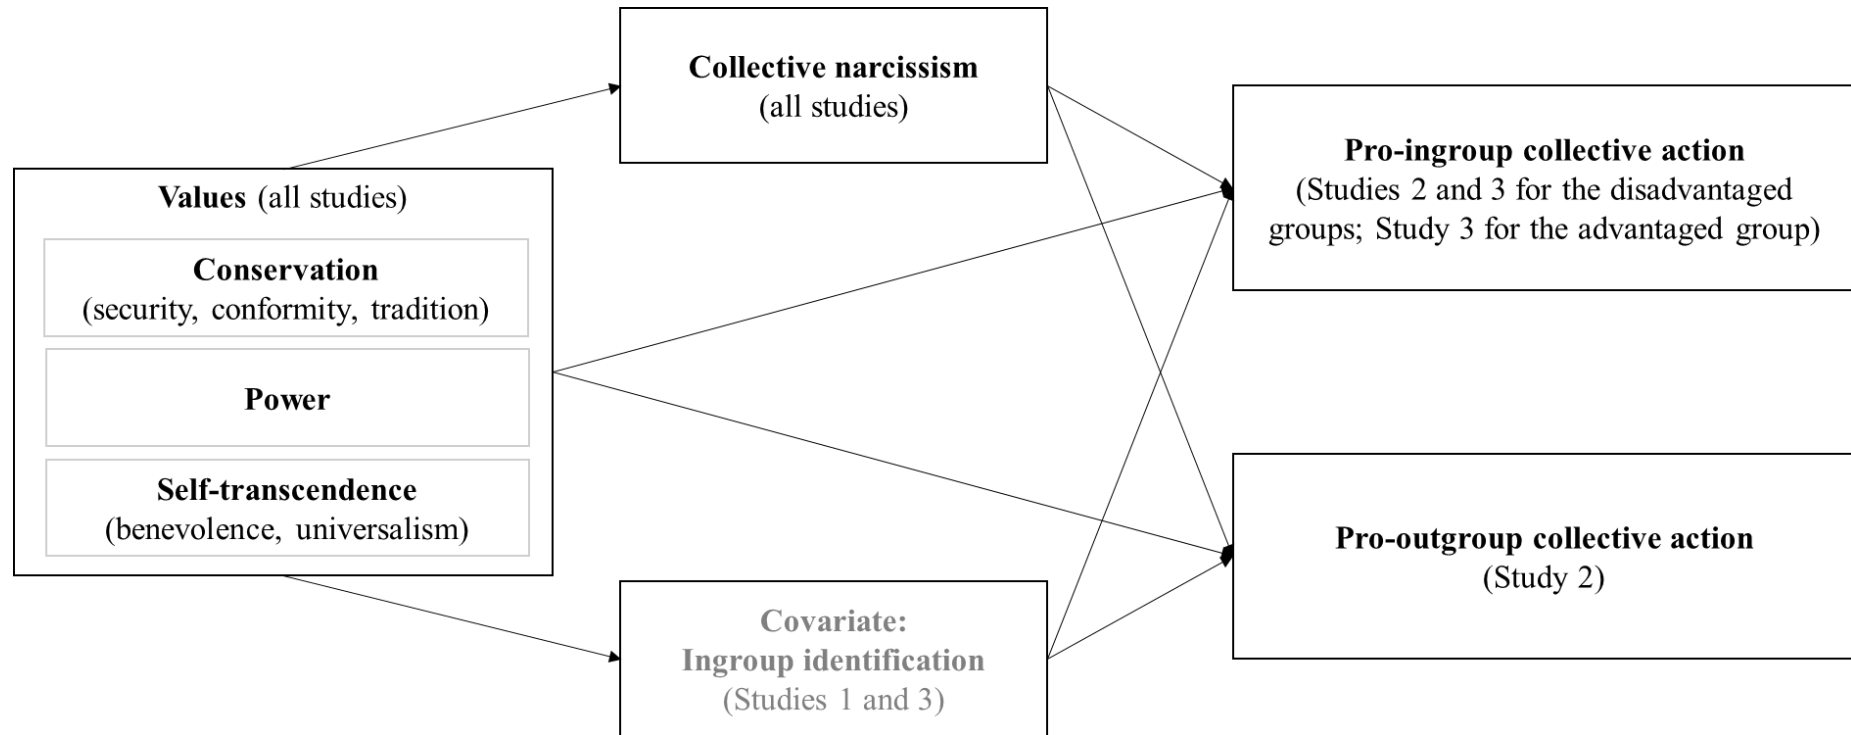 Collective narcissism
(all studies)
Values (all studies)
Conservation
(security, conformity, tradition)
Power
Self-transcendence
(benevolence, universalism)
Covariate:
Ingroup identification
(Studies 1 and 3)
Pro-ingroup collective action
(Studies 2 and 3 for the disadvantaged
groups; Study 3 for the advantaged group)
Pro-outgroup collective action
(Study 2)